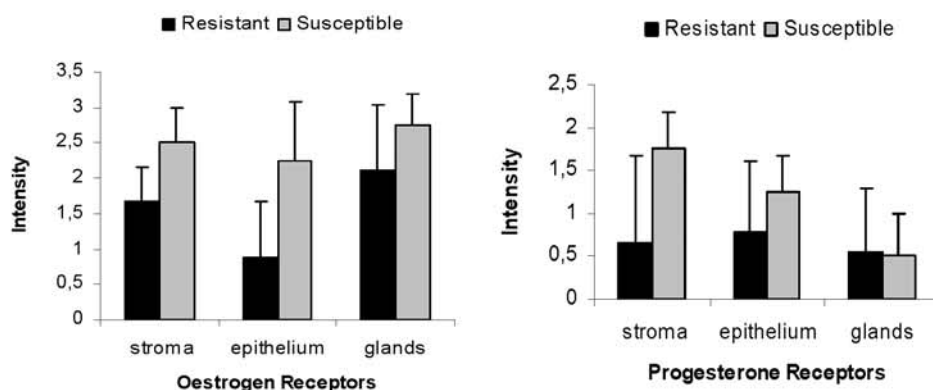 Resistant Susceptible
Intensity
3,5
3
2,5
2
1,5
1
0,5
0
stroma epithelium glands
Oestrogen Receptors
Resistant Susceptible
Intensity
2,5
2
1,5
1
0,5
0
stroma epithelium glands
Progesterone Receptors